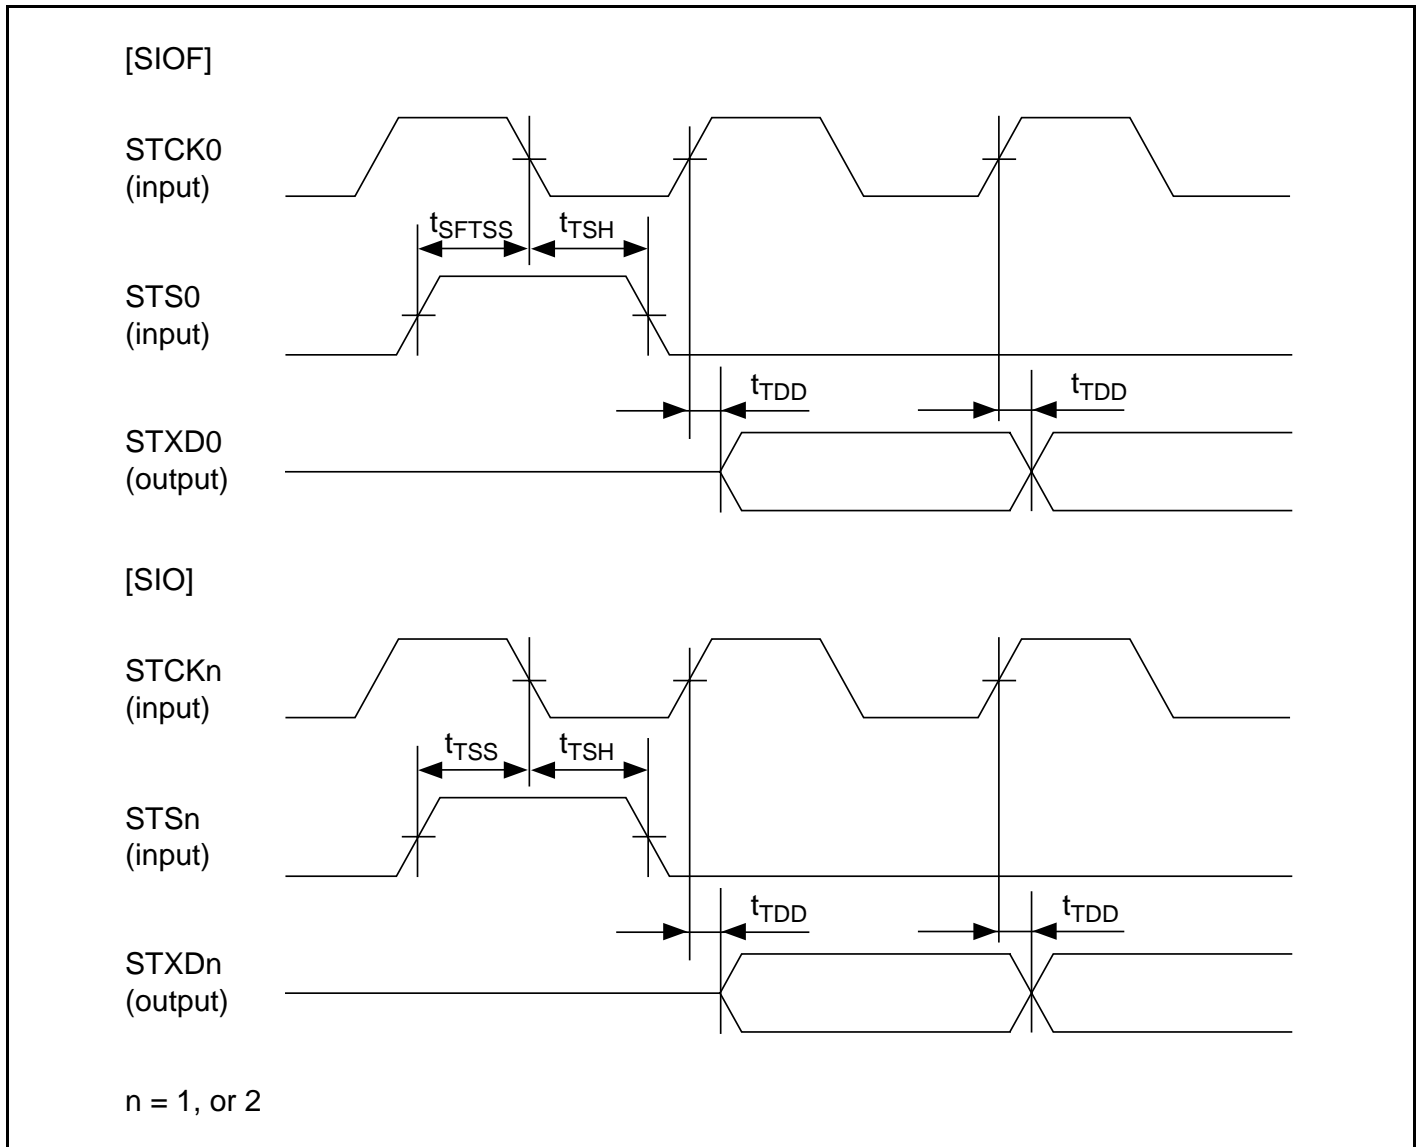 [SIOF]
STCK0
(input)
tSFTSS
tTSH
STS0
(input)
tTDD
tTDD
STXD0
(output)
[SIO]
STCKn
(input)
tTSS
tTSH
STSn
(input)
tTDD
tTDD
STXDn
(output)
n = 1, or 2